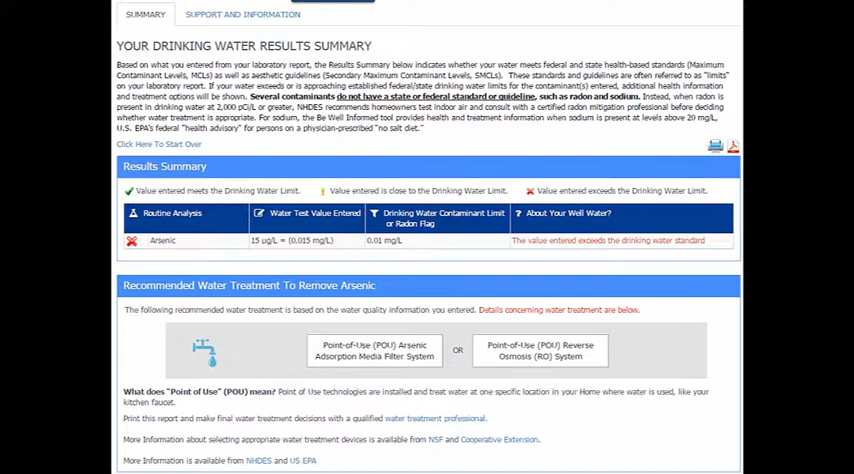 SUMMARY
SUPPORT AND INFORMATION
YOUR DRINKING WATER RESULTS SUMMARY
Based on what you entered from your laboratory report, the Results Summary below indicates whether your water meets federal and state health-based standards (Maximum
Contaminant Levels, MCLs) as well as aesthetic guidelines (Secondary Maximum Contaminant Levels, SMCLs). These standards and guidelines are often referred to as "limits"
on your laboratory report. If your water exceeds or is approaching established federal/state drinking water limits for the contaminant(s) entered, additional health information
and treatment options will be shown. Several contaminants do not have a state or federal standard or guideline, such as radon and sodium. Instead, when radon is
present in drinking water at 2,000 pCi/L or greater, NHDES recommends homeowners test indoor air and consult with a certified radon mitigation professional before deciding
whether water treatment is appropriate. For sodium, the Be Well Informed tool provides health and treatment information when sodium is present at levels above 20 mg/L,
U.S. EPA's federal "health advisory" for persons on a physician-prescribed "no salt diet."
Click Here To Start Over
Results Summary
Value entered meets the Drinking Water Limit.
Value entered is close to the Drinking Water Limit.
Value entered exceeds the Drinking Water Limit.
Routine Analysis
Water Test Value Entered
Drinking Water Contaminant Limit
or Radon Flag
? About Your Well Water?
Arsenic
15 µg/L = (0.015 mg/L)
0.01 mg/L
The value entered exceeds the drinking water standard
Recommended Water Treatment To Remove Arsenic
The following recommended water treatment is based on the water quality information you entered. Details concerning water treatment are below.
Point-of-Use (POU) Arsenic
Adsorption Media Filter System
OR
Point-of-Use (POU) Reverse
Osmosis (RO) System
What does "Point of Use" (POU) mean? Point of Use technologies are installed and treat water at one specific location in your Home where water is used, like your
kitchen faucet.
Print this report and make final water treatment decisions with a qualified water treatment professional.
More Information about selecting appropriate water treatment devices is available from NSF and Cooperative Extension.
More Information is available from NHDES and US EPA